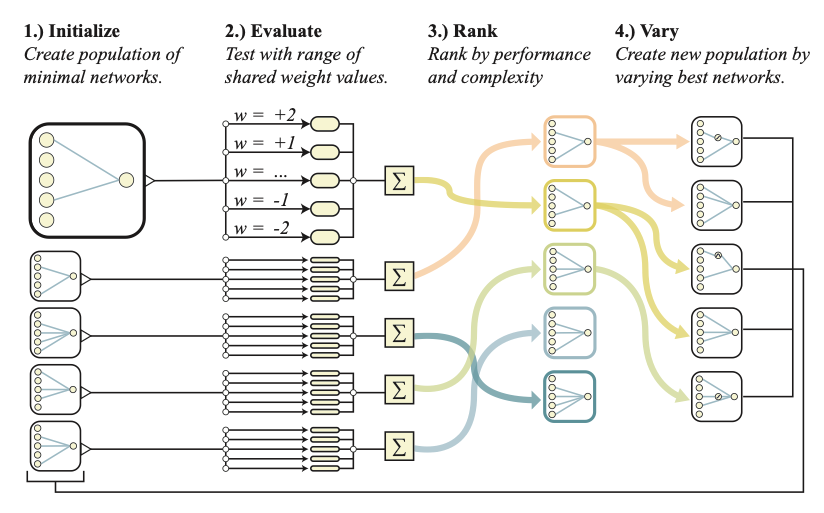 1.) Initialize
Create population of
minimal networks.
2.) Evaluate
Test with range of
shared weight values.
3.) Rank
Rank by performance
and complexity
4.) Vary
Create new population by
varying best networks.
w = +2
w = +1
w = ...
w = -1
w = -2
Σ
Σ
Σ
Σ
Σ